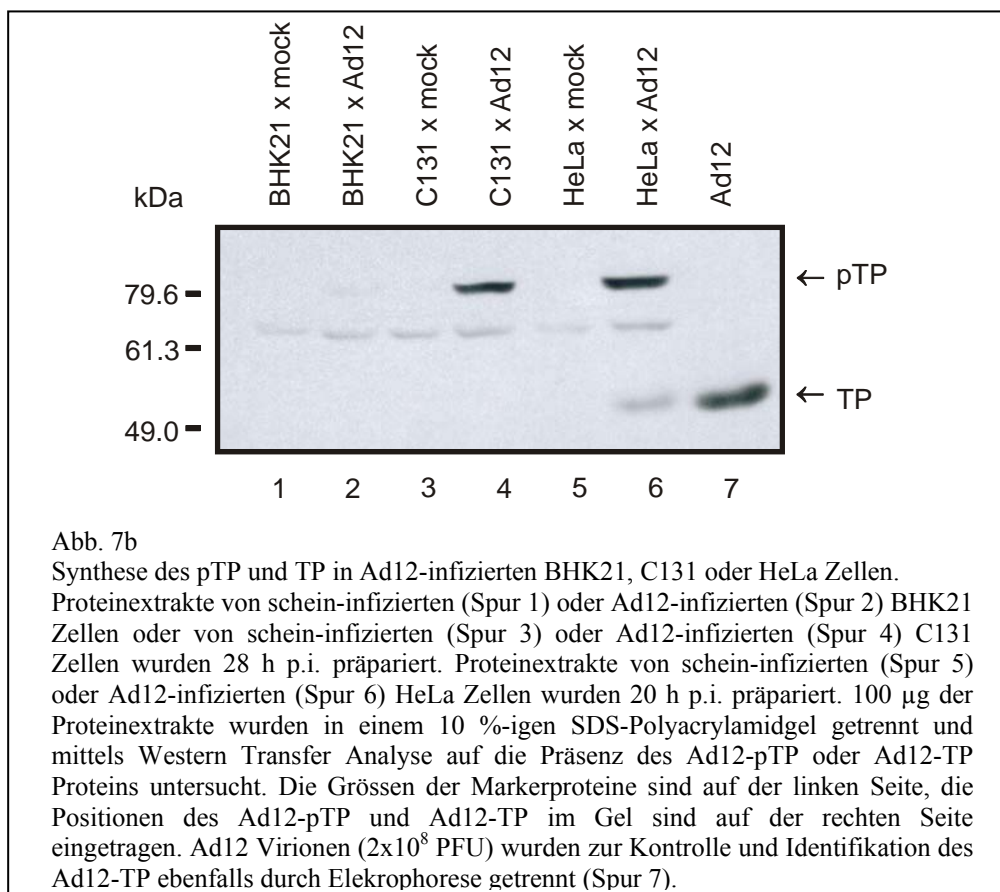 BHK21 x mock
BHK21 x Ad12
C131 x mock
C131 x Ad12
HeLa x mock
HeLa x Ad12
Ad12
kDa
79.6
61.3
49.0
← pTP
← TP
1 2 3 4 5 6 7
Abb. 7b
Synthese des pTP und TP in Ad12-infizierten BHK21, C131 oder HeLa Zellen.
Proteinextrakte von schein-infizierten (Spur 1) oder Ad12-infizierten (Spur 2) BHK21
Zellen oder von schein-infizierten (Spur 3) oder Ad12-infizierten (Spur 4) C131
Zellen wurden 28 h p.i. präpariert. Proteinextrakte von schein-infizierten (Spur 5)
oder Ad12-infizierten (Spur 6) HeLa Zellen wurden 20 h p.i. präpariert. 100 µg der
Proteinextrakte wurden in einem 10 %-igen SDS-Polyacrylamidgel getrennt und
mittels Western Transfer Analyse auf die Präsenz des Ad12-pTP oder Ad12-TP
Proteins untersucht. Die Grössen der Markerproteine sind auf der linken Seite, die
Positionen des Ad12-pTP und Ad12-TP im Gel sind auf der rechten Seite
eingetragen. Ad12 Virionen (2x10⁸ PFU) wurden zur Kontrolle und Identifikation des
Ad12-TP ebenfalls durch Elekrophorese getrennt (Spur 7).